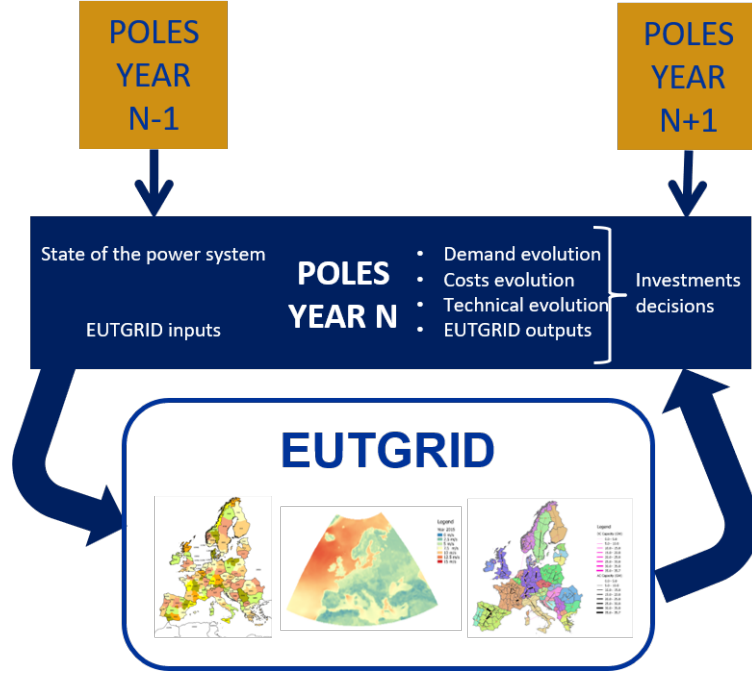 POLES
YEAR
N-1
POLES
YEAR
N+1
State of the power system
EUTGRID inputs
POLES
YEAR N
• Demand evolution
• Costs evolution
• Technical evolution
• EUTGRID outputs
Investments
decisions
EUTGRID
Legend
Legend